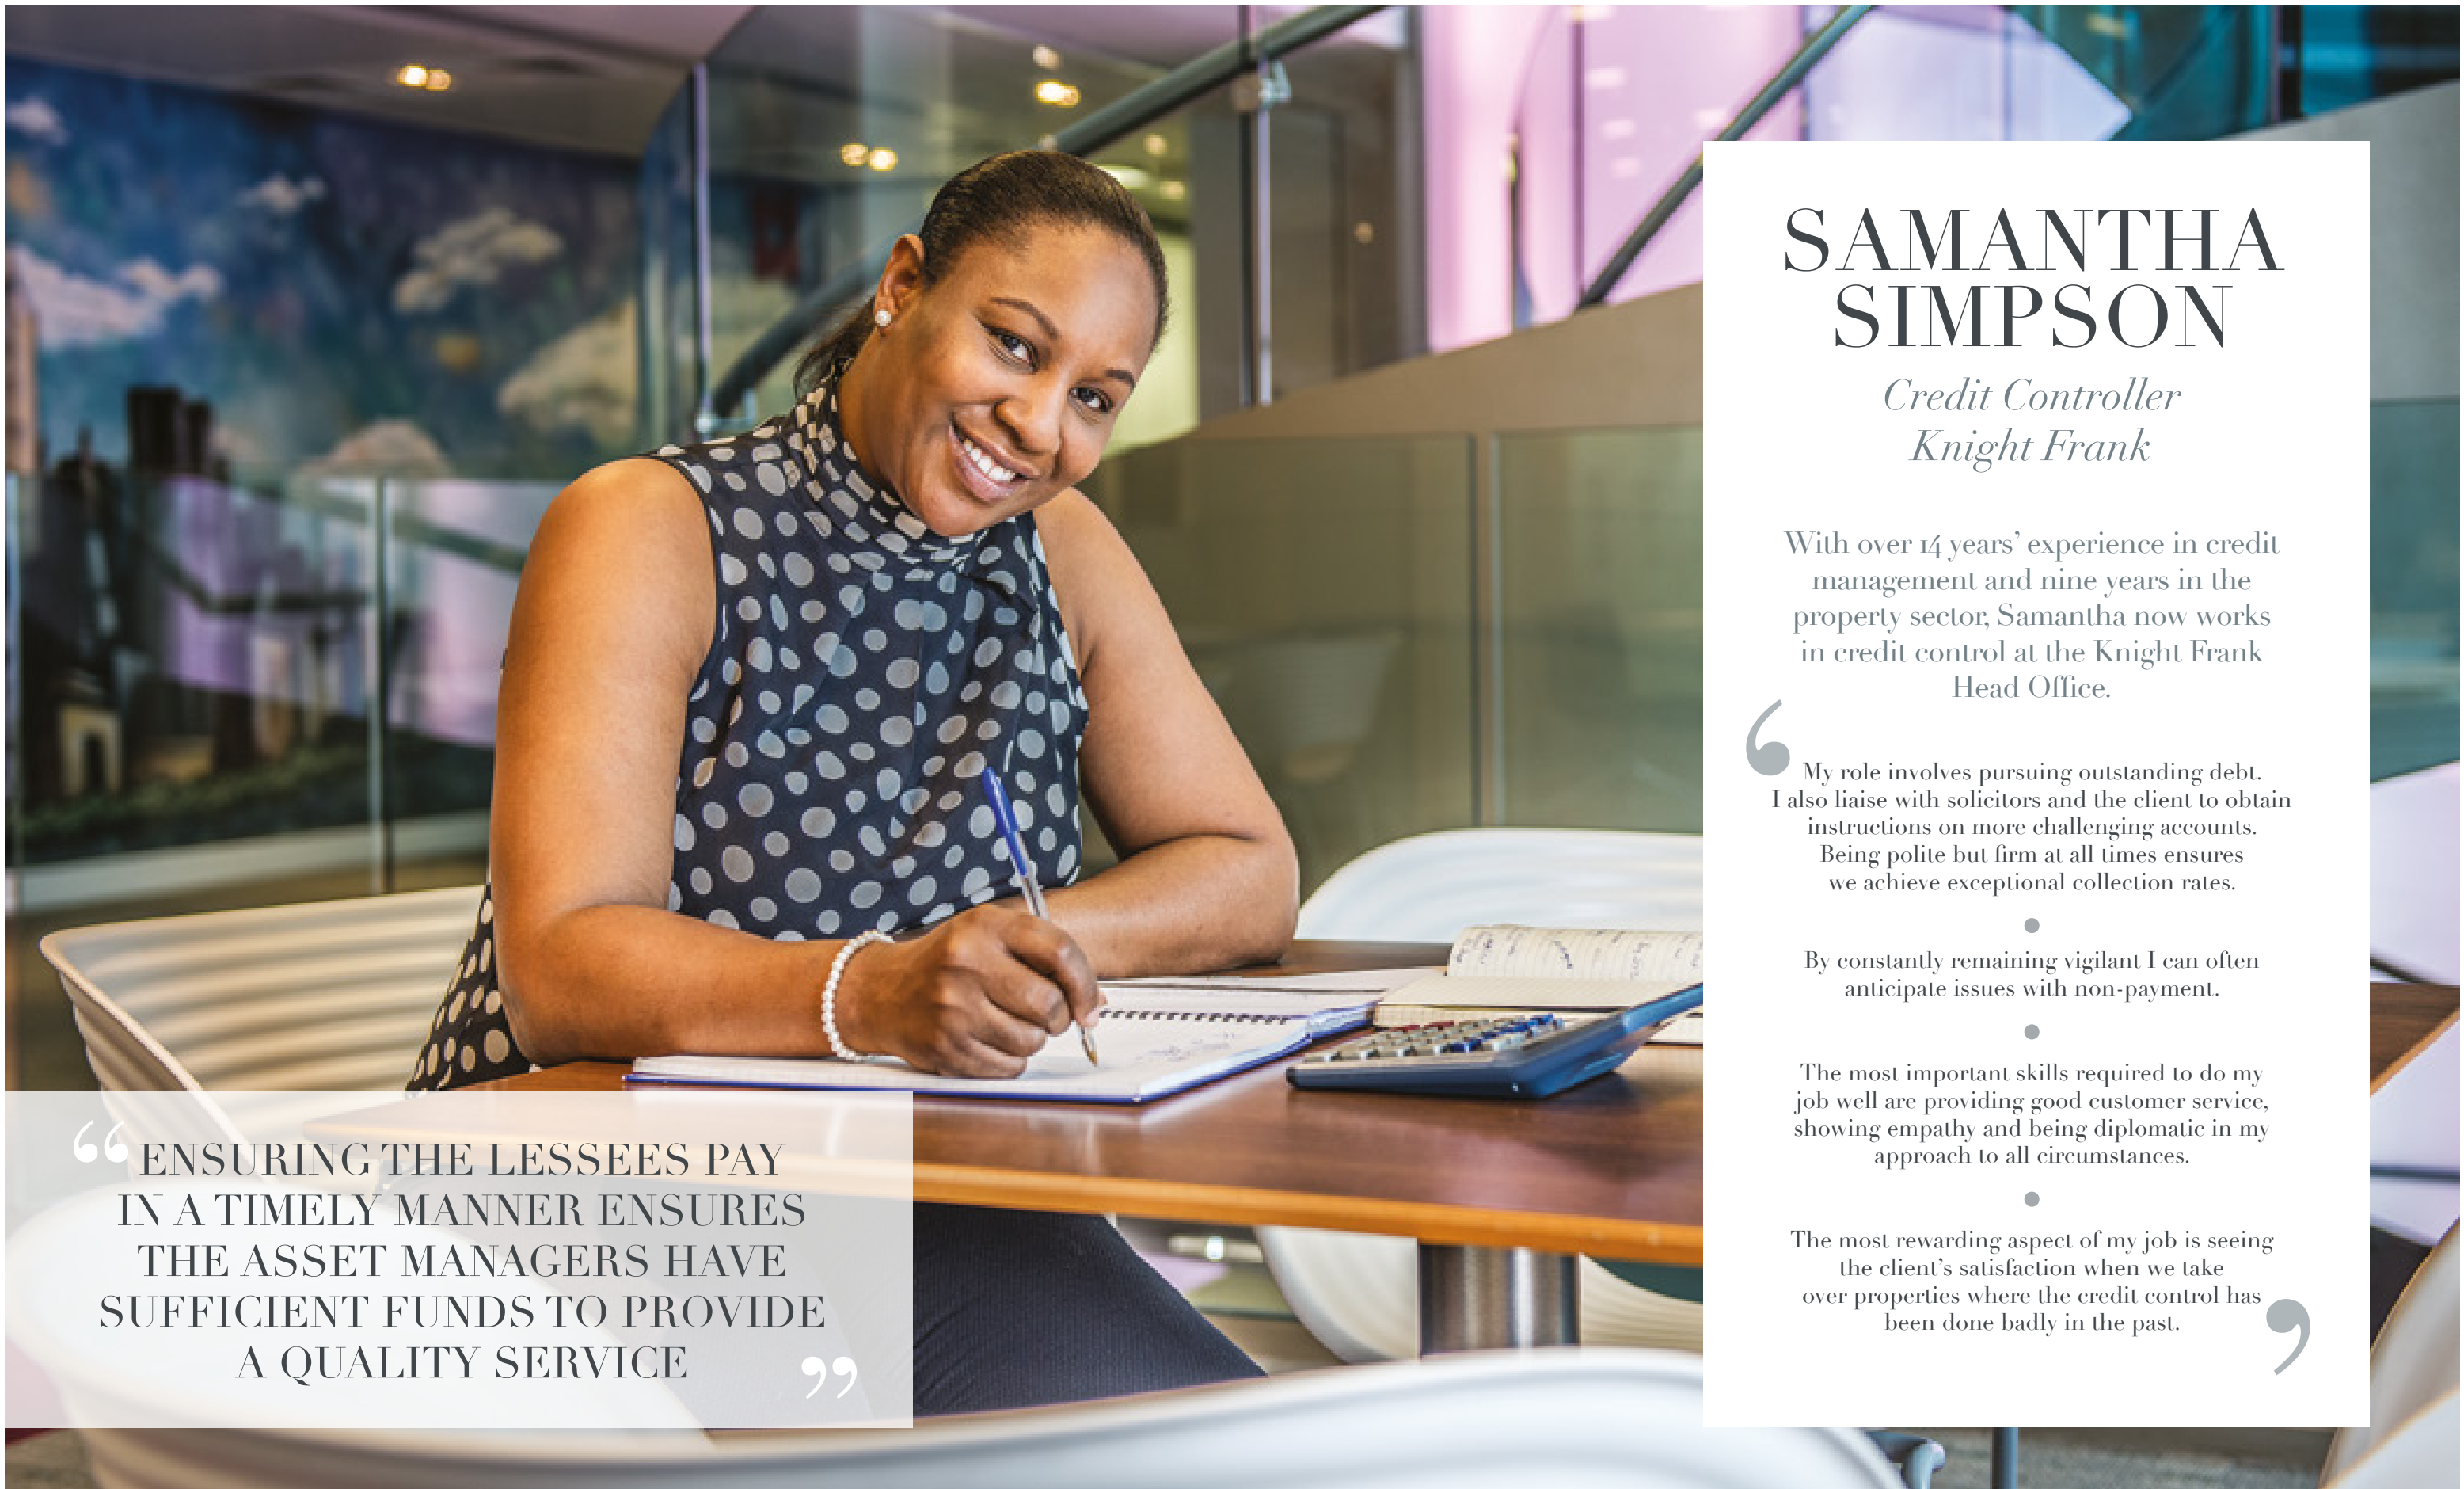 SAMANTHA
SIMPSON
Credit Controller
Knight Frank
With over 14 years’ experience in credit
management and nine years in the
property sector, Samantha now works
in credit control at the Knight Frank
Head Office.
‘ My role involves pursuing outstanding debt.
I also liaise with solicitors and the client to obtain
instructions on more challenging accounts.
Being polite but firm at all times ensures
we achieve exceptional collection rates.
•
By constantly remaining vigilant I can often
anticipate issues with non-payment.
•
The most important skills required to do my
job well are providing good customer service,
showing empathy and being diplomatic in my
approach to all circumstances.
•
The most rewarding aspect of my job is seeing
the client’s satisfaction when we take
over properties where the credit control has
been done badly in the past. ’
“ ENSURING THE LESSEES PAY
IN A TIMELY MANNER ENSURES
THE ASSET MANAGERS HAVE
SUFFICIENT FUNDS TO PROVIDE
A QUALITY SERVICE ”